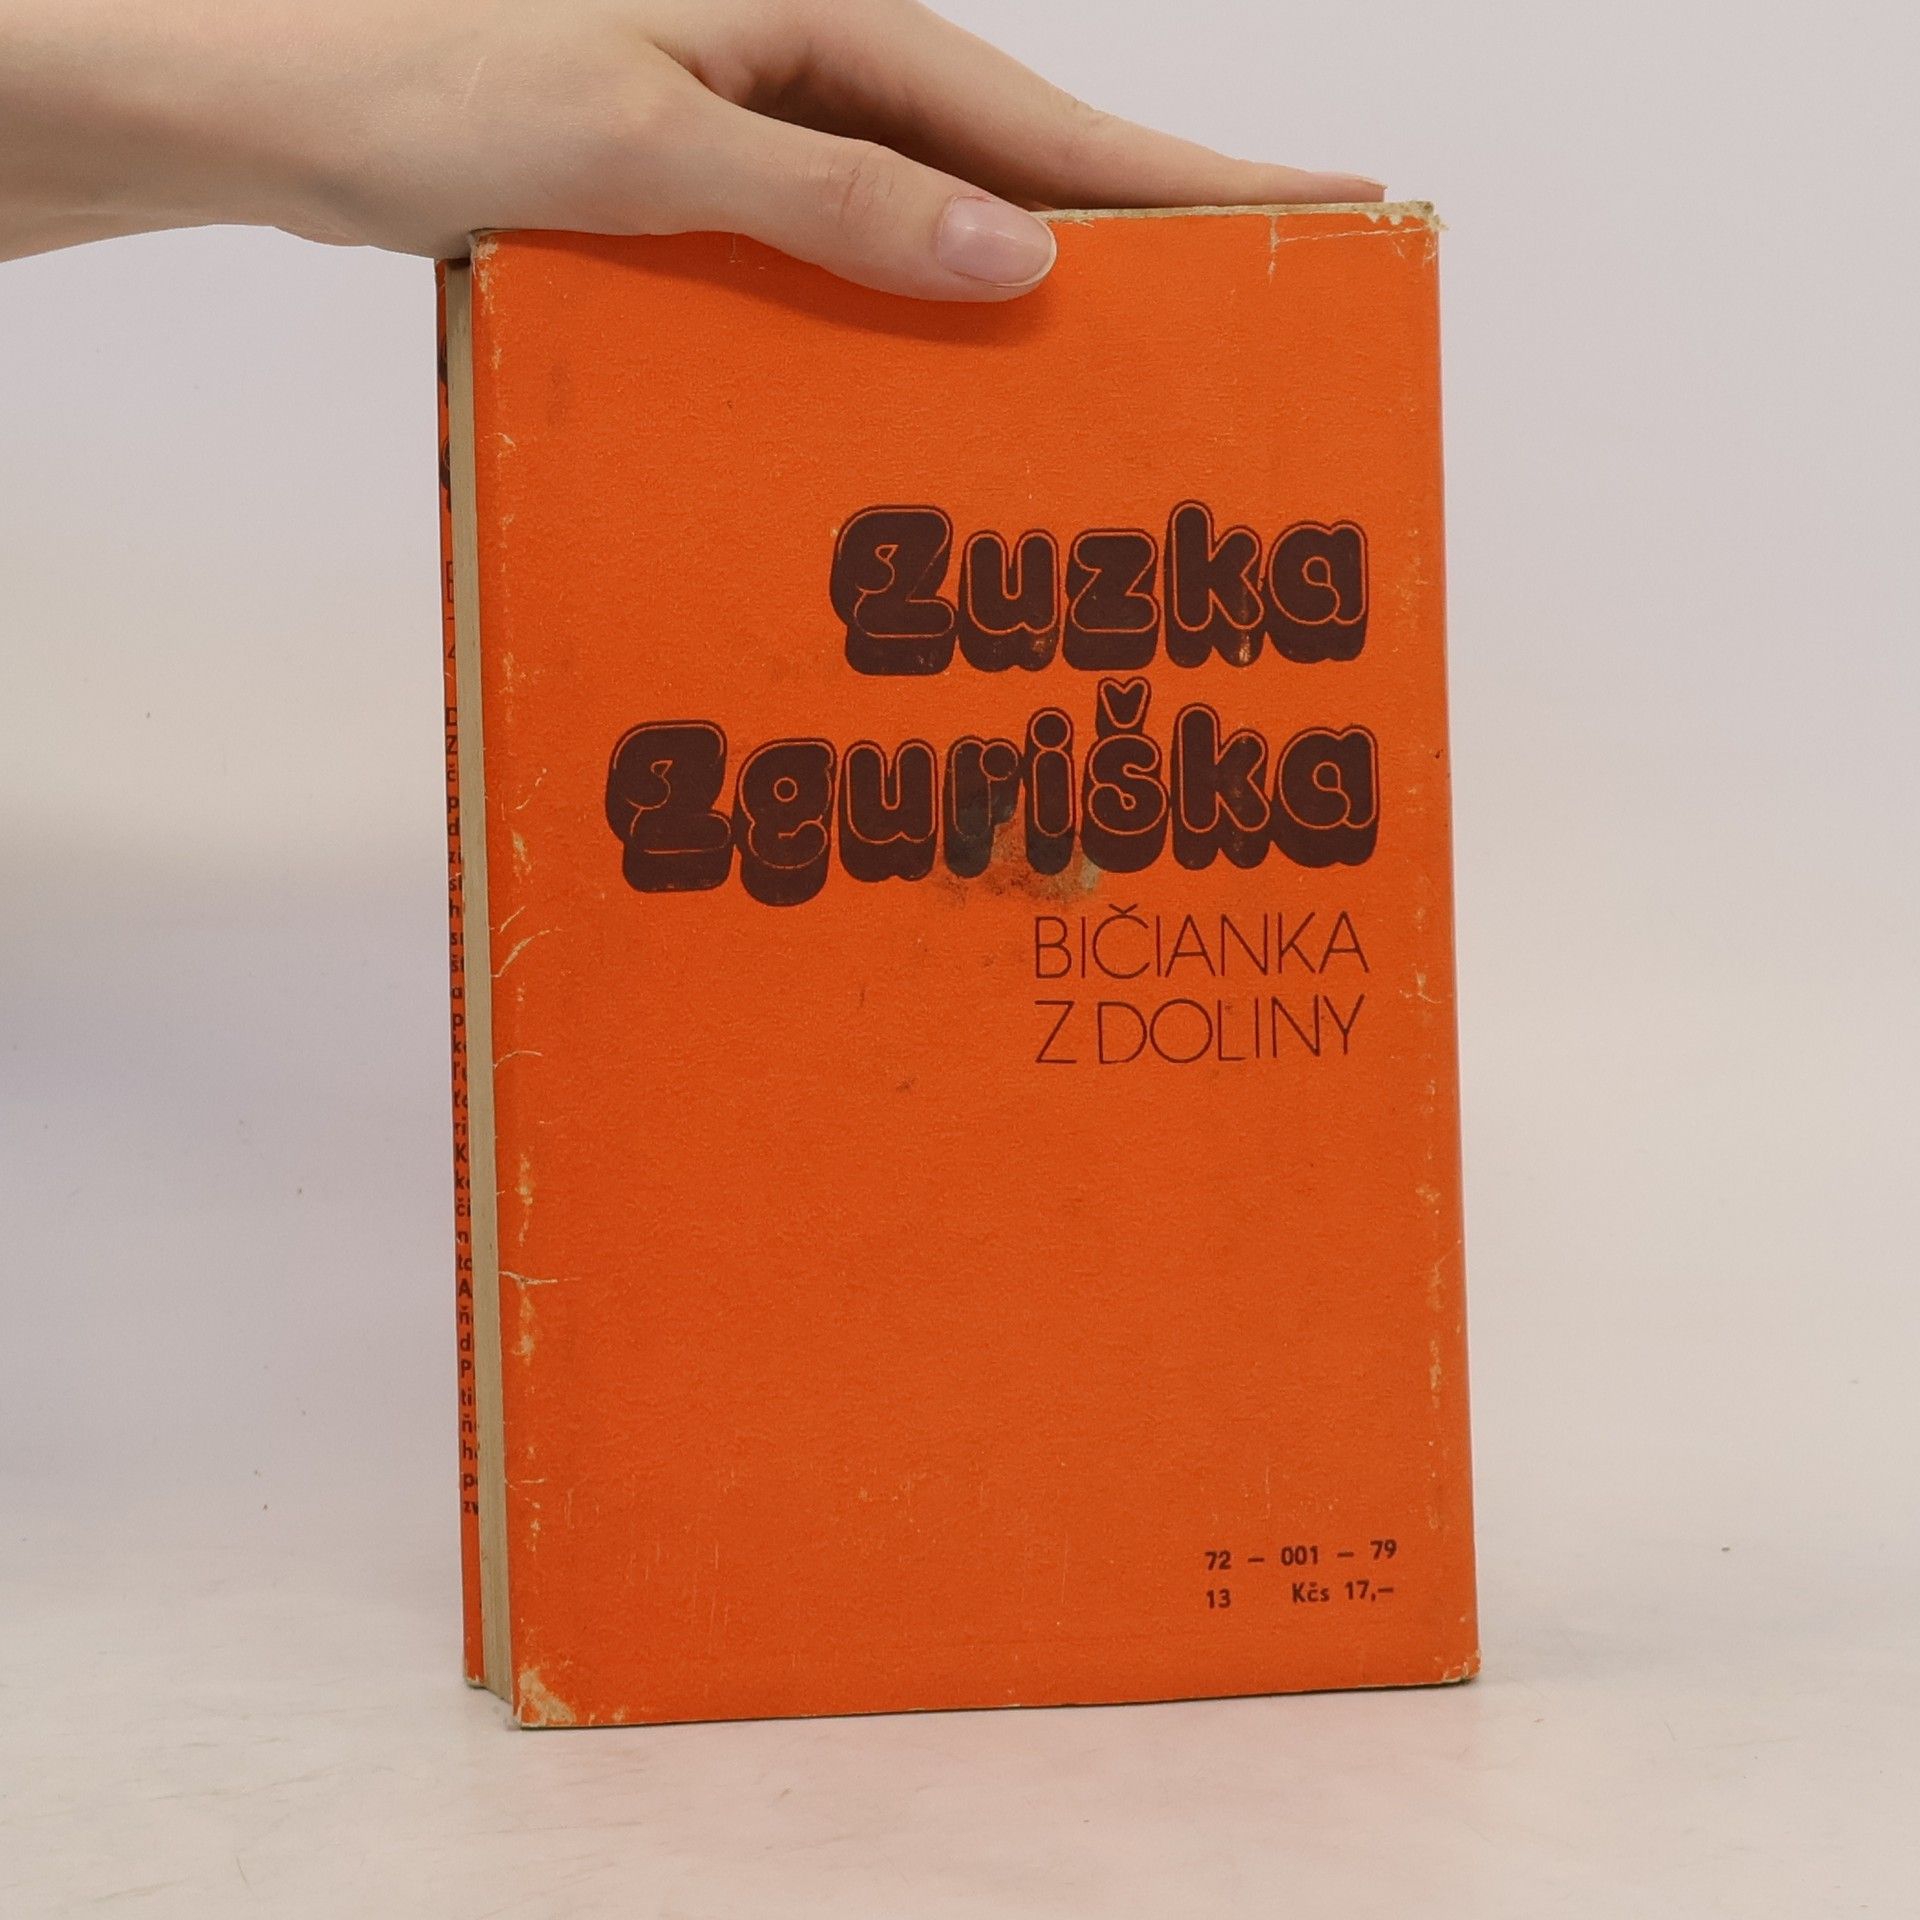 Zuzka
Zguriška
BIČIANKA
Z DOLINY
72 – 001 – 79
13 Kčs 17,–